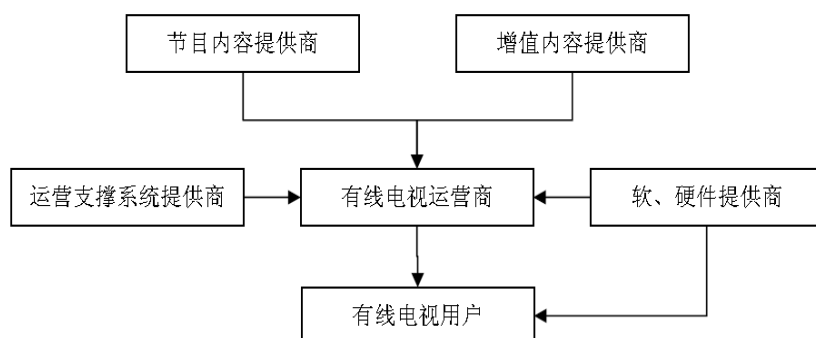 节目内容提供商
增值内容提供商
运营支撑系统提供商
有线电视运营商
软、硬件提供商
有线电视用户